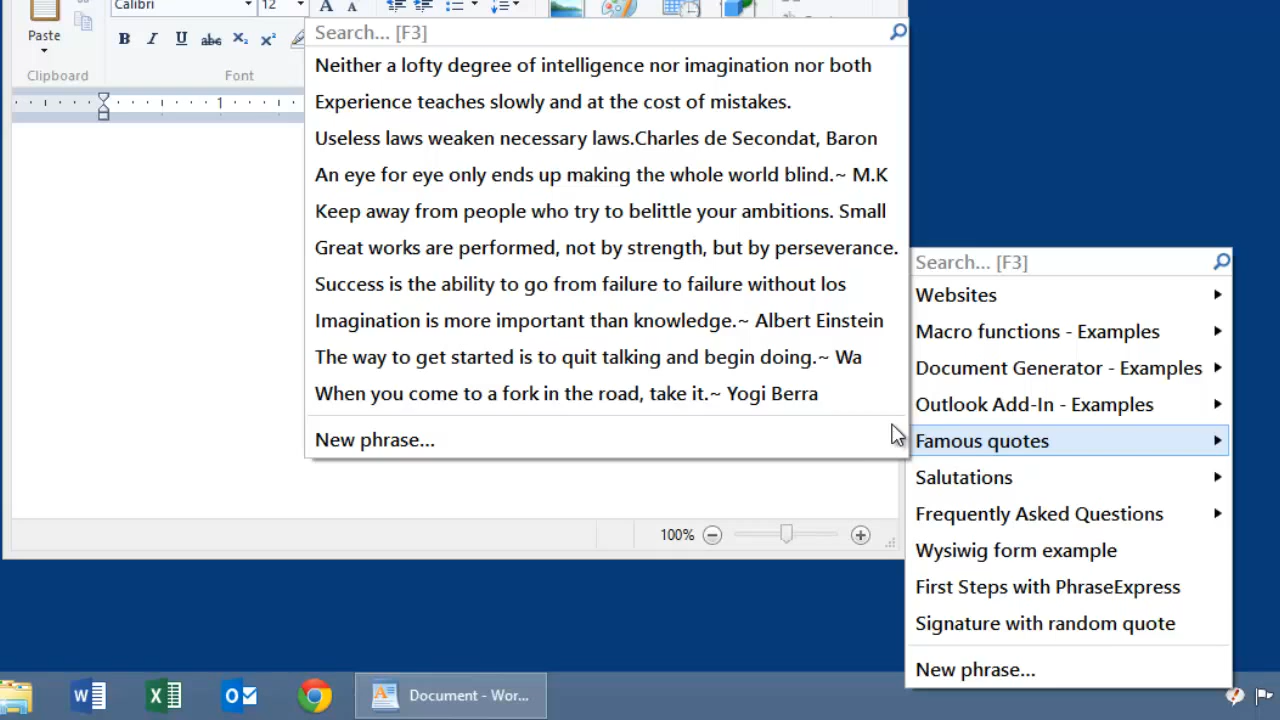 Calibri
12
Paste
B I U abc X₂ X²
Clipboard
Font
1
Search... [F3]
Neither a lofty degree of intelligence nor imagination nor both
Experience teaches slowly and at the cost of mistakes.
Useless laws weaken necessary laws.Charles de Secondat, Baron
An eye for eye only ends up making the whole world blind.~ M.K
Keep away from people who try to belittle your ambitions. Small
Great works are performed, not by strength, but by perseverance.
Success is the ability to go from failure to failure without los
Imagination is more important than knowledge.~ Albert Einstein
The way to get started is to quit talking and begin doing.~ Wa
When you come to a fork in the road, take it.~ Yogi Berra
New phrase...
Search... [F3]
Websites
Macro functions - Examples
Document Generator - Examples
Outlook Add-In - Examples
Famous quotes
Salutations
Frequently Asked Questions
Wysiwig form example
First Steps with PhraseExpress
Signature with random quote
New phrase...
100%
Document - Wor...